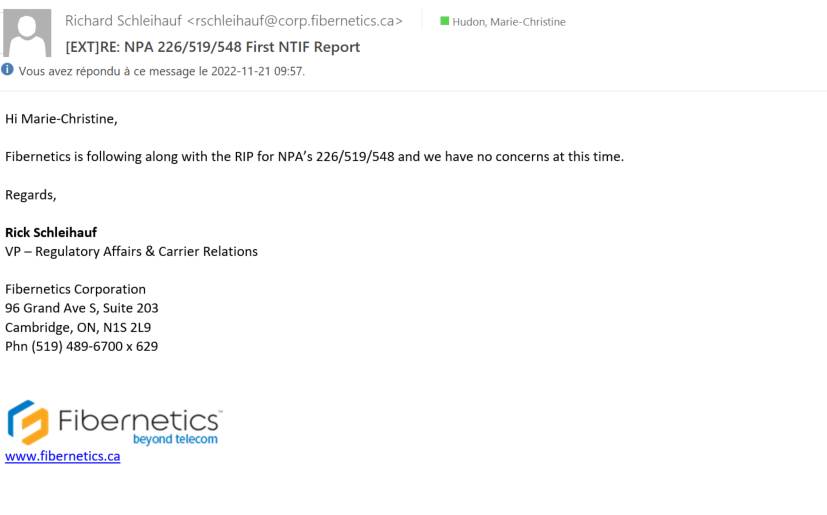 Richard Schleihauf <rschleihauf@corp.fibernetics.ca>
Hudon, Marie-Christine
[EXT]RE: NPA 226/519/548 First NTIF Report
Vous avez répondu à ce message le 2022-11-21 09:57.
Hi Marie-Christine,
Fibernetics is following along with the RIP for NPA's 226/519/548 and we have no concerns at this time.
Regards,
Rick Schleihauf
VP – Regulatory Affairs & Carrier Relations
Fibernetics Corporation
96 Grand Ave S, Suite 203
Cambridge, ON, N1S 2L9
Phn (519) 489-6700 x 629
Fibernetics™
beyond telecom
www.fibernetics.ca